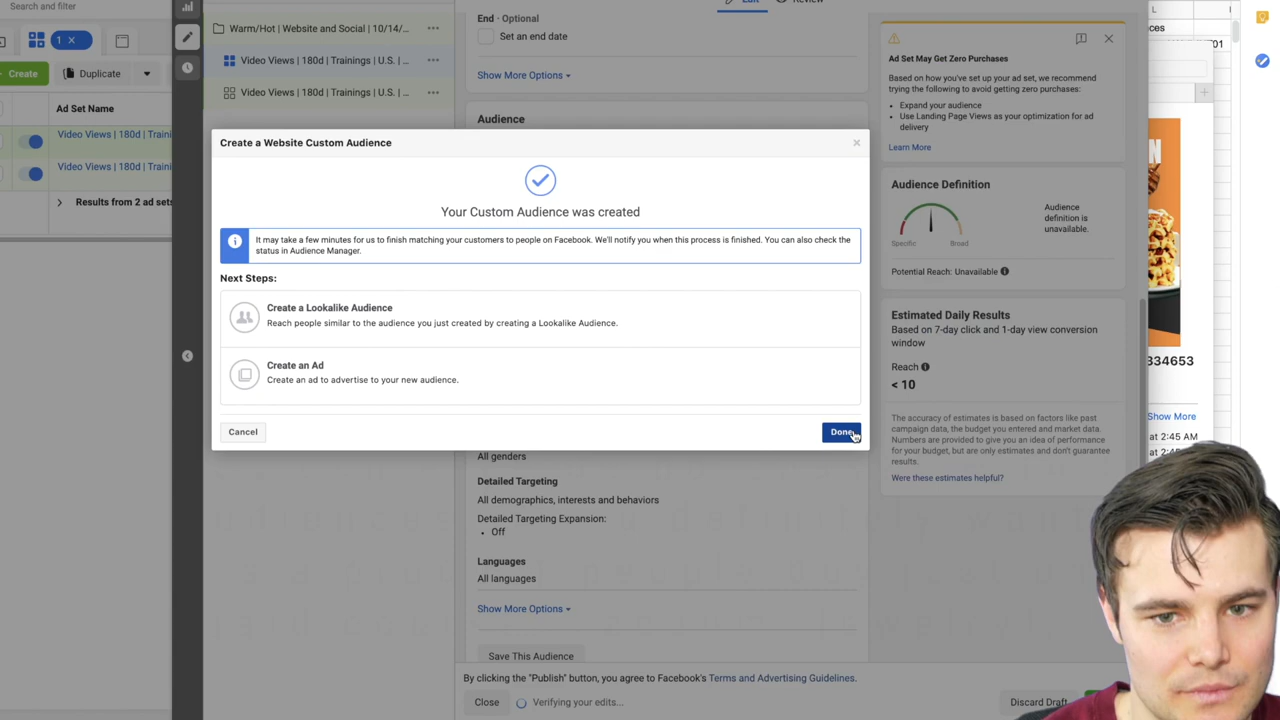 Search and filter
1 ×
Create
Duplicate
Ad Set Name
Video Views | 180d | Traini
Video Views | 180d | Traini
Results from 2 ad sets
Warm/Hot | Website and Social | 10/14/...
Video Views | 180d | Trainings | U.S. | ...
Video Views | 180d | Trainings | U.S. | ...
Edit
Review
End • Optional
Set an end date
Show More Options
Audience
Create a Website Custom Audience
Your Custom Audience was created
It may take a few minutes for us to finish matching your customers to people on Facebook. We'll notify you when this process is finished. You can also check the
status in Audience Manager.
Next Steps:
Create a Lookalike Audience
Reach people similar to the audience you just created by creating a Lookalike Audience.
Create an Ad
Create an ad to advertise to your new audience.
Cancel
Done
All genders
Detailed Targeting
All demographics, interests and behaviors
Detailed Targeting Expansion:
• Off
Languages
All languages
Show More Options
Save This Audience
By clicking the "Publish" button, you agree to Facebook's Terms and Advertising Guidelines.
Close
Verifying your edits...
Discard Draft
Ad Set May Get Zero Purchases
Based on how you've set up your ad set, we recommend
trying the following to avoid getting zero purchases:
• Expand your audience
• Use Landing Page Views as your optimization for ad
delivery
Learn More
Audience Definition
Specific
Broad
Audience
definition is
unavailable.
Potential Reach: Unavailable
Estimated Daily Results
Based on 7-day click and 1-day view conversion
window
Reach
< 10
The accuracy of estimates is based on factors like past
campaign data, the budget you entered and market data.
Numbers are provided to give you an idea of performance
for your budget, but are only estimates and don't guarantee
results.
Were these estimates helpful?
L
ces
01
334653
Show More
at 2:45 AM